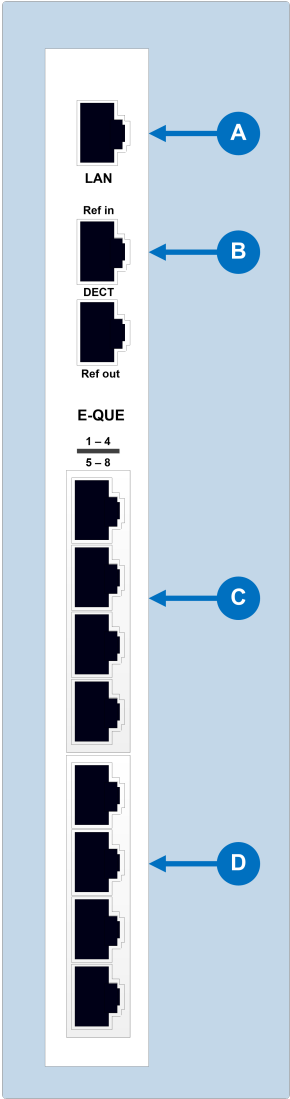 A
LAN
Ref in
B
DECT
Ref out
E-QUE
1 – 4
5 – 8
C
D